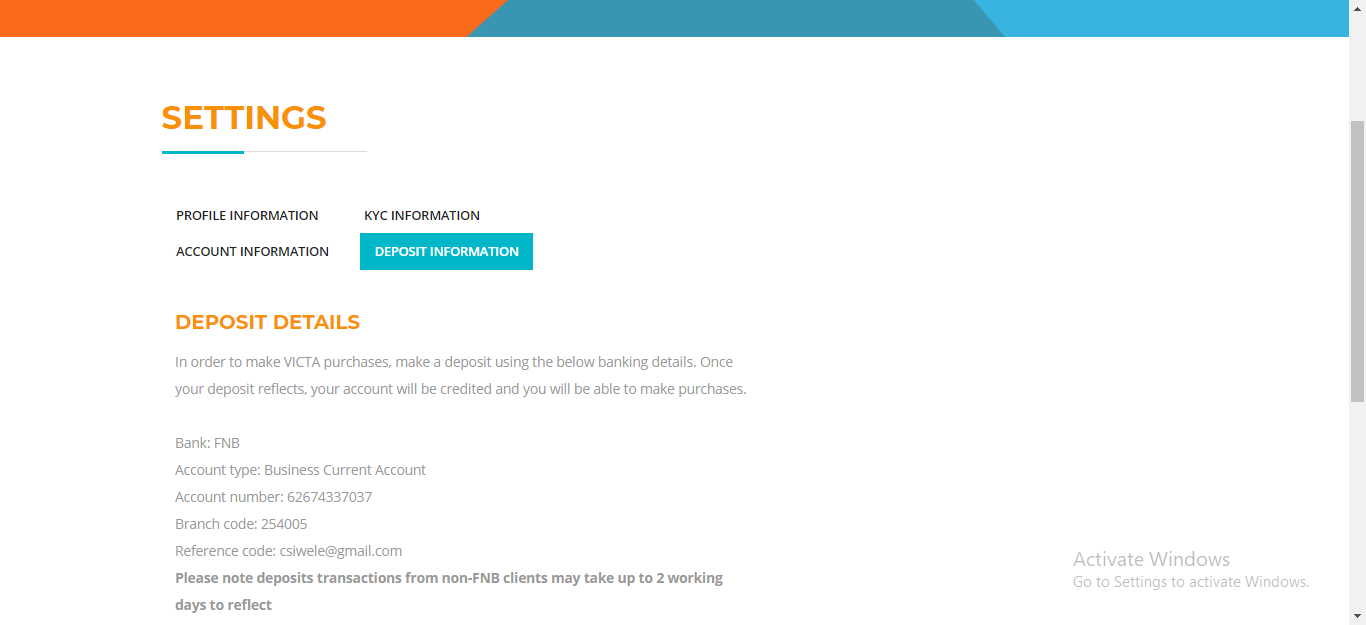 SETTINGS
PROFILE INFORMATION
KYC INFORMATION
ACCOUNT INFORMATION
DEPOSIT INFORMATION
DEPOSIT DETAILS
In order to make VICTA purchases, make a deposit using the below banking details. Once
your deposit reflects, your account will be credited and you will be able to make purchases.
Bank: FNB
Account type: Business Current Account
Account number: 62674337037
Branch code: 254005
Reference code: csiwele@gmail.com
Please note deposits transactions from non-FNB clients may take up to 2 working
days to reflect
Activate Windows
Go to Settings to activate Windows.